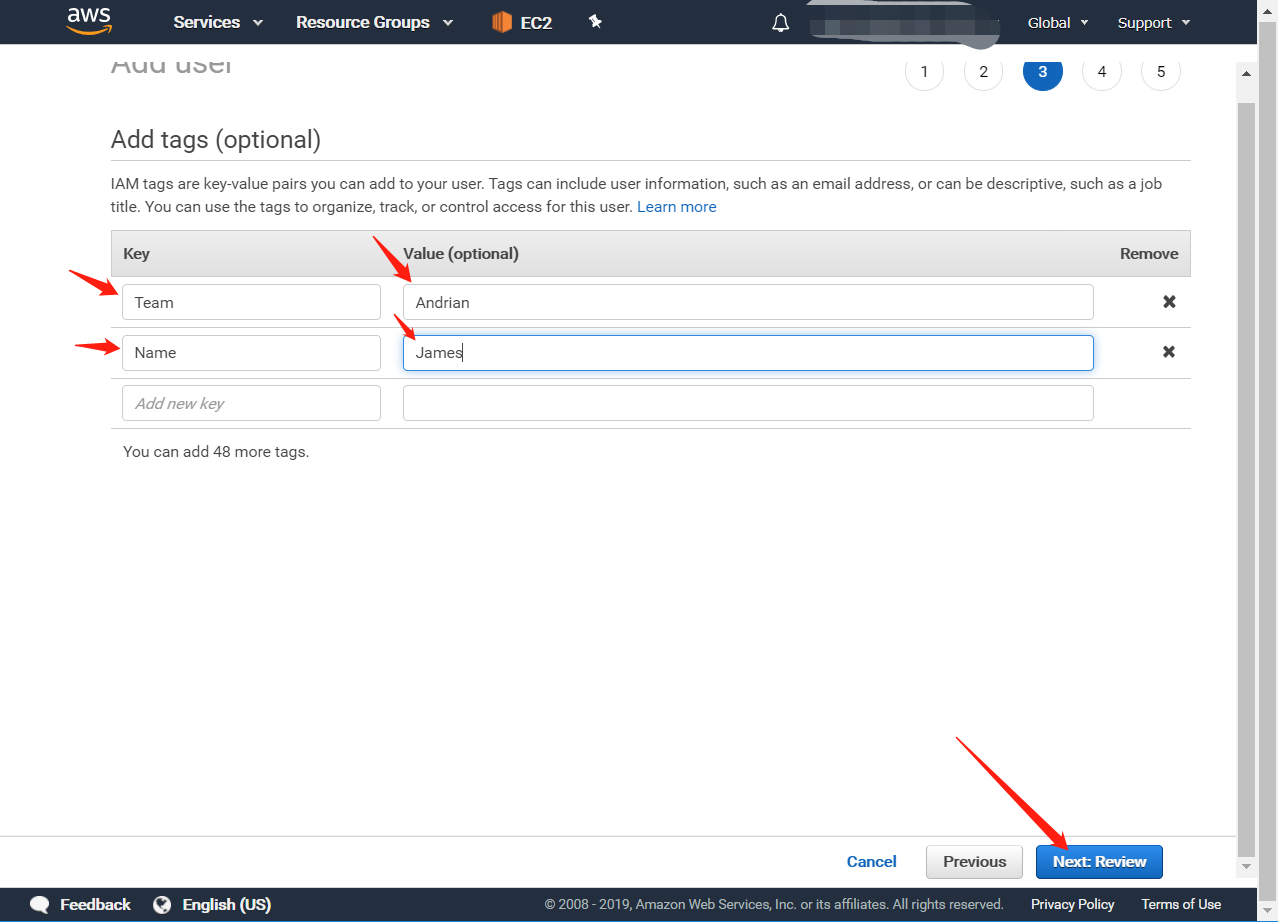 aws Services Resource Groups EC2 Global Support
Add user
1 2 3 4 5
Add tags (optional)
IAM tags are key-value pairs you can add to your user. Tags can include user information, such as an email address, or can be descriptive, such as a job
title. You can use the tags to organize, track, or control access for this user. Learn more
Key Value (optional) Remove
Team Andrian
Name James
Add new key
You can add 48 more tags.
Cancel Previous Next: Review
Feedback English (US) © 2008 - 2019, Amazon Web Services, Inc. or its affiliates. All rights reserved. Privacy Policy Terms of Use